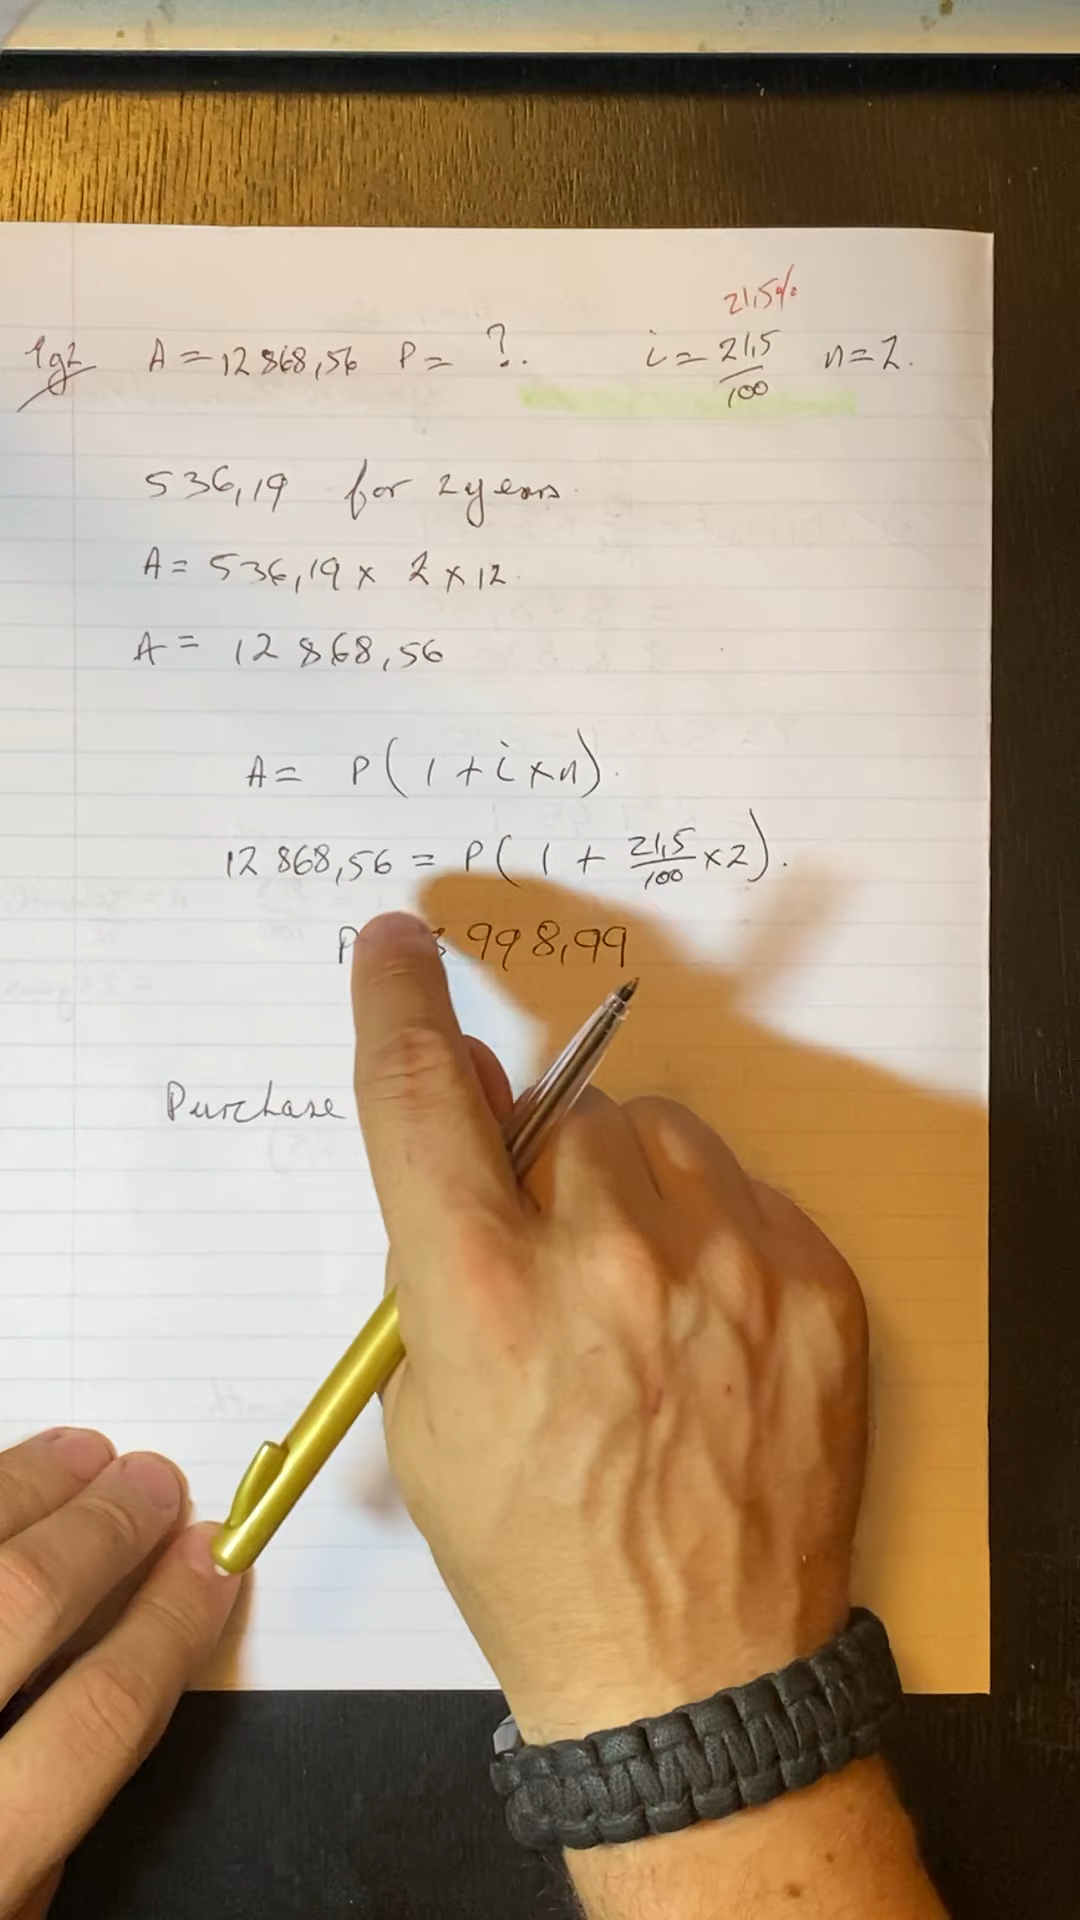 21,5%
1g2 A = 12 868,56 P = ?. i = 21,5/100 n = 2.
536,19 for 2 years.
A = 536,19 × 2 × 12.
A = 12 868,56
A = P(1 + i × n).
12 868,56 = P(1 + 21,5/100 × 2).
P 8 998,99
Purchase